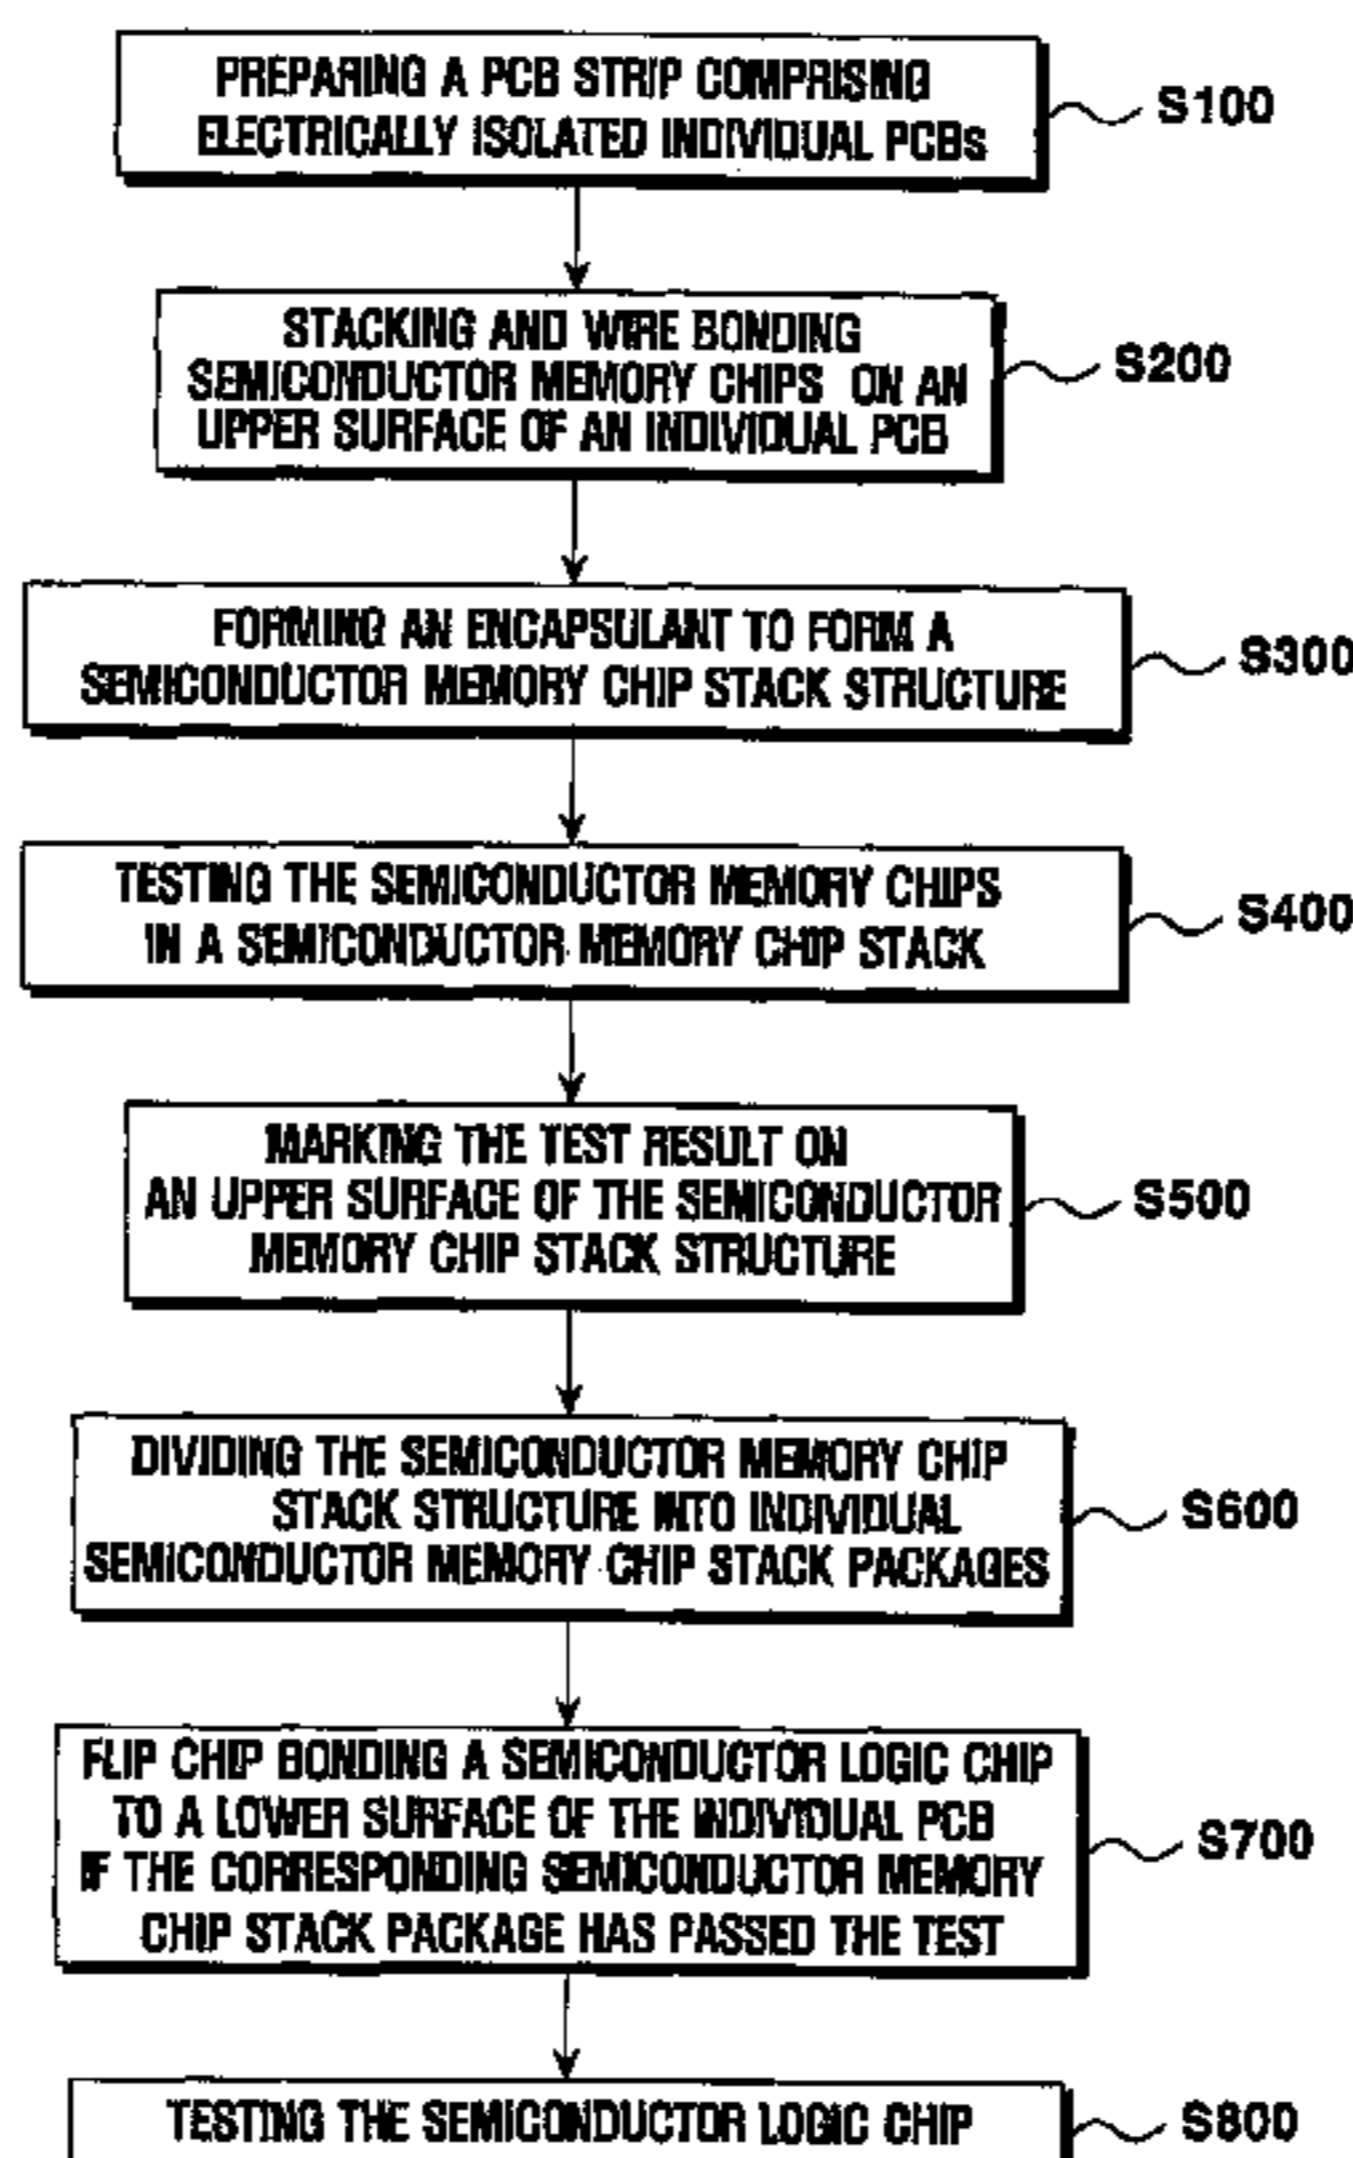 PREPARING A PCB STRIP COMPRISING
ELECTRICALLY ISOLATED INDIVIDUAL PCBs
S100
STACKING AND WIRE BONDING
SEMICONDUCTOR MEMORY CHIPS ON AN
UPPER SURFACE OF AN INDIVIDUAL PCB
S200
FORMING AN ENCAPSULANT TO FORM A
SEMICONDUCTOR MEMORY CHIP STACK STRUCTURE
S300
TESTING THE SEMICONDUCTOR MEMORY CHIPS
IN A SEMICONDUCTOR MEMORY CHIP STACK
S400
MARKING THE TEST RESULT ON
AN UPPER SURFACE OF THE SEMICONDUCTOR
MEMORY CHIP STACK STRUCTURE
S500
DIVIDING THE SEMICONDUCTOR MEMORY CHIP
STACK STRUCTURE INTO INDIVIDUAL
SEMICONDUCTOR MEMORY CHIP STACK PACKAGES
S600
FLIP CHIP BONDING A SEMICONDUCTOR LOGIC CHIP
TO A LOWER SURFACE OF THE INDIVIDUAL PCB
IF THE CORRESPONDING SEMICONDUCTOR MEMORY
CHIP STACK PACKAGE HAS PASSED THE TEST
S700
TESTING THE SEMICONDUCTOR LOGIC CHIP
S800